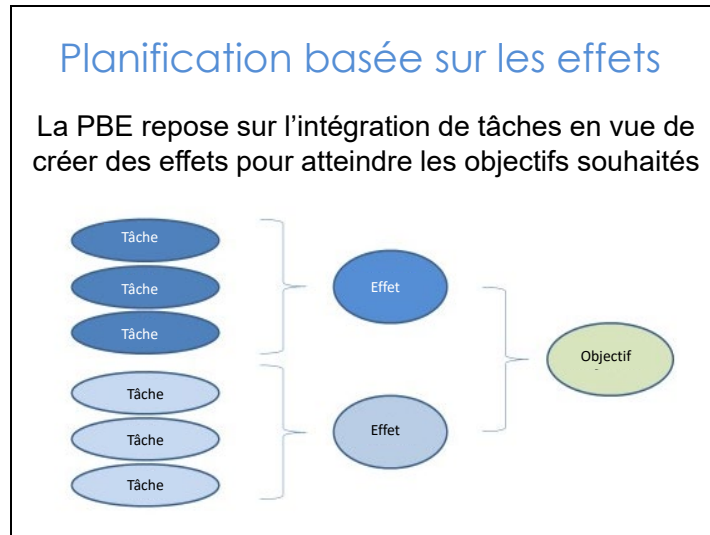 Planification basée sur les effets
La PBE repose sur l’intégration de tâches en vue de
créer des effets pour atteindre les objectifs souhaités
Tâche
Tâche
Tâche
Effet
Tâche
Tâche
Tâche
Effet
Objectif